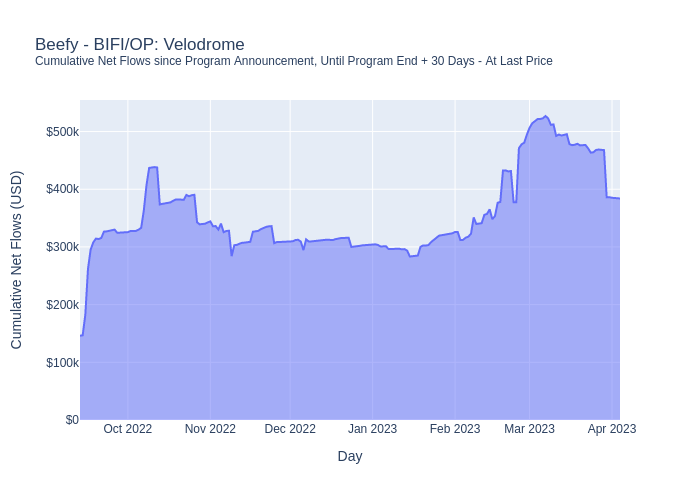 Beefy - BIFI/OP: Velodrome
Cumulative Net Flows since Program Announcement, Until Program End + 30 Days - At Last Price
Cumulative Net Flows (USD)
$500k
$400k
$300k
$200k
$100k
$0
Oct 2022
Nov 2022
Dec 2022
Jan 2023
Feb 2023
Mar 2023
Apr 2023
Day